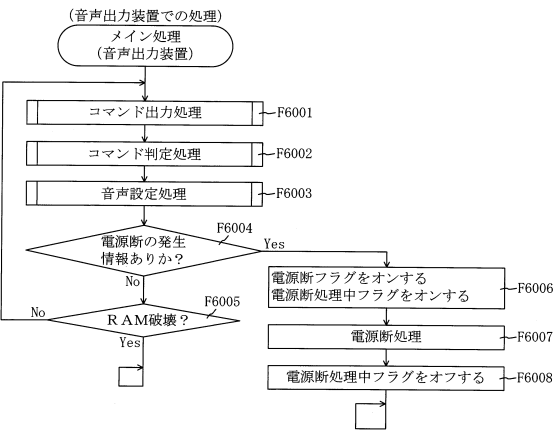 (音声出力装置での処理)
メイン処理
(音声出力装置)
コマンド出力処理
F6001
コマンド判定処理
F6002
音声設定処理
F6003
電源断の発生
情報ありか?
F6004
Yes
No
RAM破壊?
F6005
No
Yes
電源断フラグをオンする
電源断処理中フラグをオンする
F6006
電源断処理
F6007
電源断処理中フラグをオフする
F6008